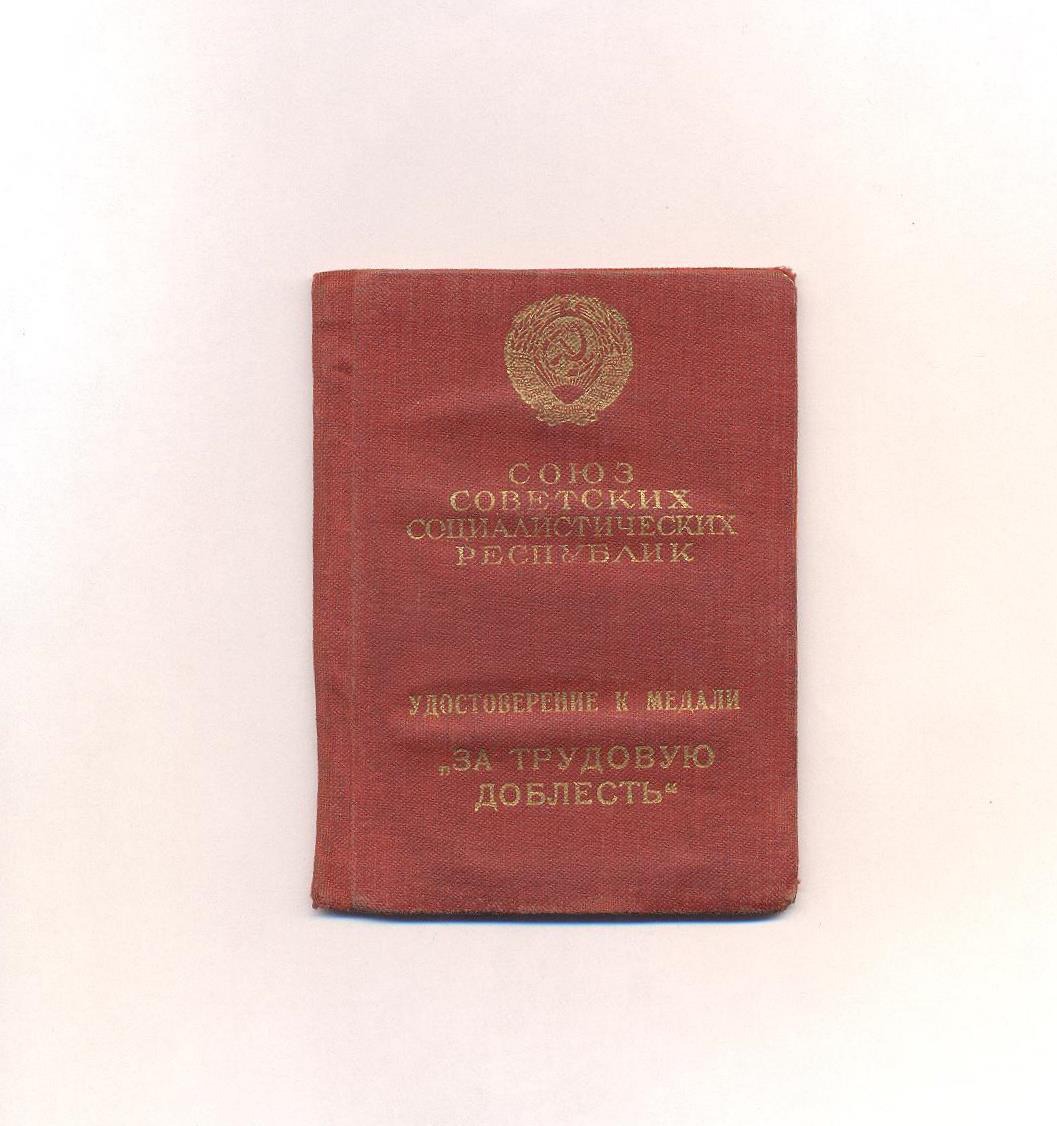 СОЮЗ
СОВЕТСКИХ
СОЦИАЛИСТИЧЕСКИХ
РЕСПУБЛИК
УДОСТОВЕРЕНИЕ К МЕДАЛИ
„ЗА ТРУДОВУЮ
ДОБЛЕСТЬ“